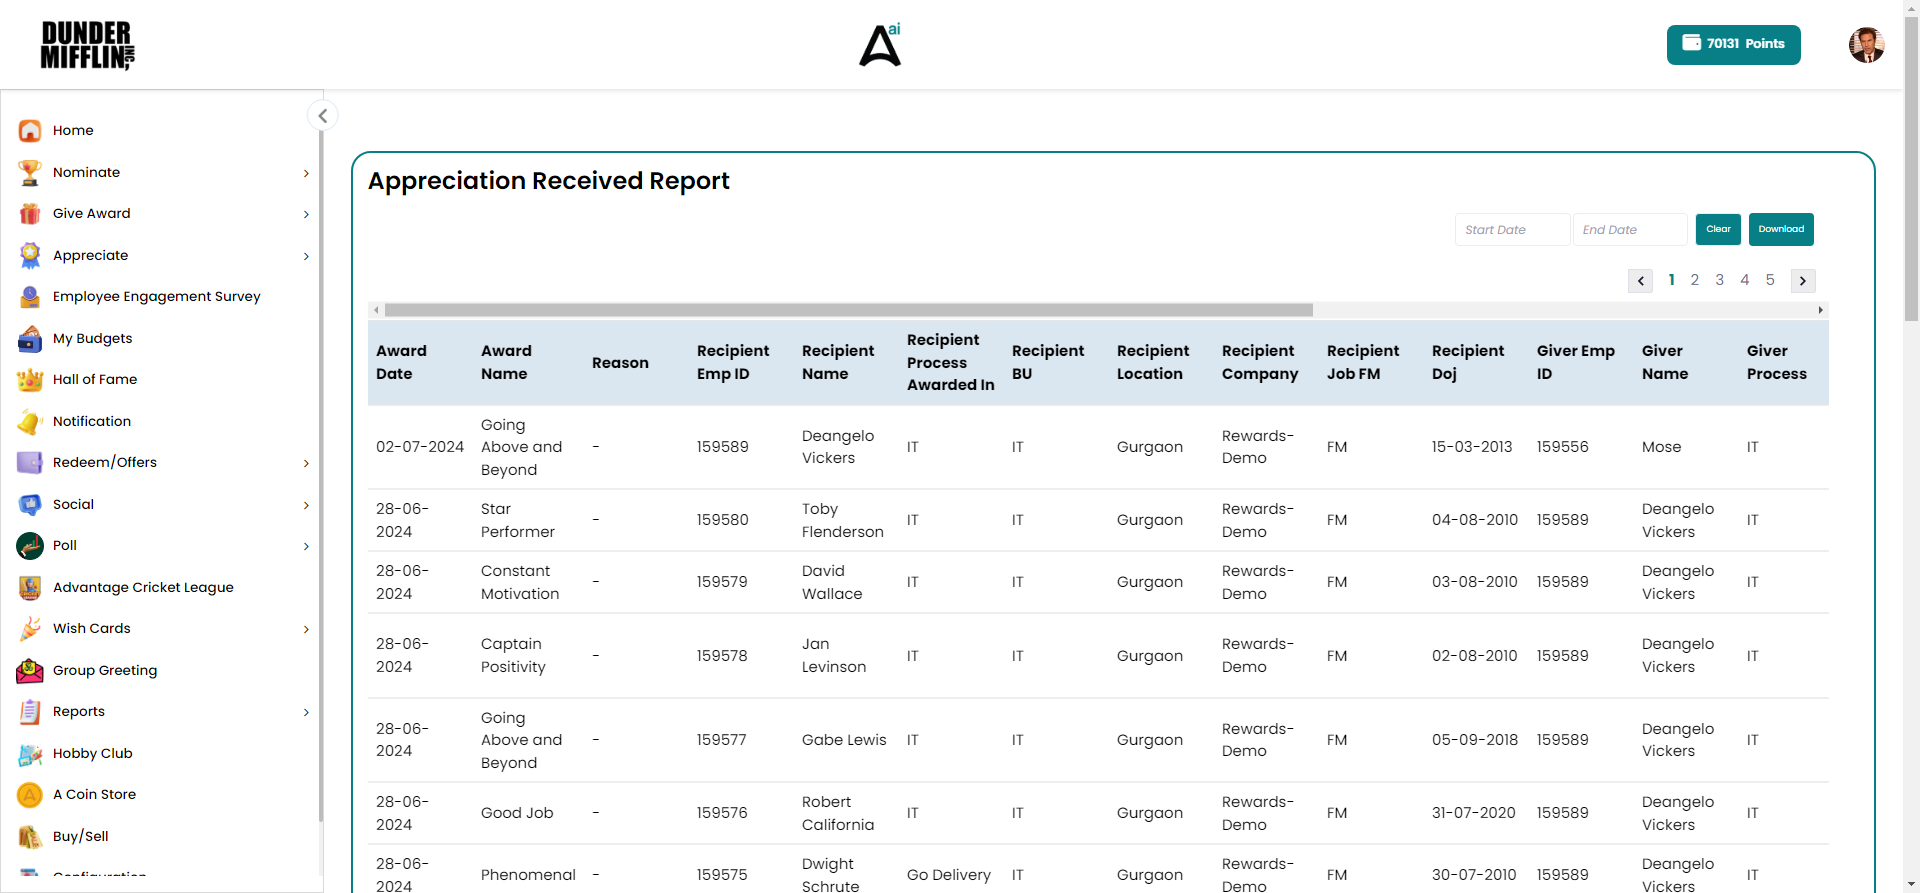 DUNDER
MIFFLIN INC,
ai
70131 Points
Home
Nominate
Give Award
Appreciate
Employee Engagement Survey
My Budgets
Hall of Fame
Notification
Redeem/Offers
Social
Poll
Advantage Cricket League
Wish Cards
Group Greeting
Reports
Hobby Club
A Coin Store
Buy/Sell
Configuration
Appreciation Received Report
Start Date End Date Clear Download
1 2 3 4 5
Award Date Award Name Reason Recipient Emp ID Recipient Name Recipient Process Awarded In Recipient BU Recipient Location Recipient Company Recipient Job FM Recipient Doj Giver Emp ID Giver Name Giver Process
02-07-2024 Going Above and Beyond - 159589 Deangelo Vickers IT IT Gurgaon Rewards-Demo FM 15-03-2013 159556 Mose IT
28-06-2024 Star Performer - 159580 Toby Flenderson IT IT Gurgaon Rewards-Demo FM 04-08-2010 159589 Deangelo Vickers IT
28-06-2024 Constant Motivation - 159579 David Wallace IT IT Gurgaon Rewards-Demo FM 03-08-2010 159589 Deangelo Vickers IT
28-06-2024 Captain Positivity - 159578 Jan Levinson IT IT Gurgaon Rewards-Demo FM 02-08-2010 159589 Deangelo Vickers IT
28-06-2024 Going Above and Beyond - 159577 Gabe Lewis IT IT Gurgaon Rewards-Demo FM 05-09-2018 159589 Deangelo Vickers IT
28-06-2024 Good Job - 159576 Robert California IT IT Gurgaon Rewards-Demo FM 31-07-2020 159589 Deangelo Vickers IT
28-06-2024 Phenomenal - 159575 Dwight Schrute Go Delivery IT Gurgaon Rewards-Demo FM 30-07-2010 159589 Deangelo Vickers IT